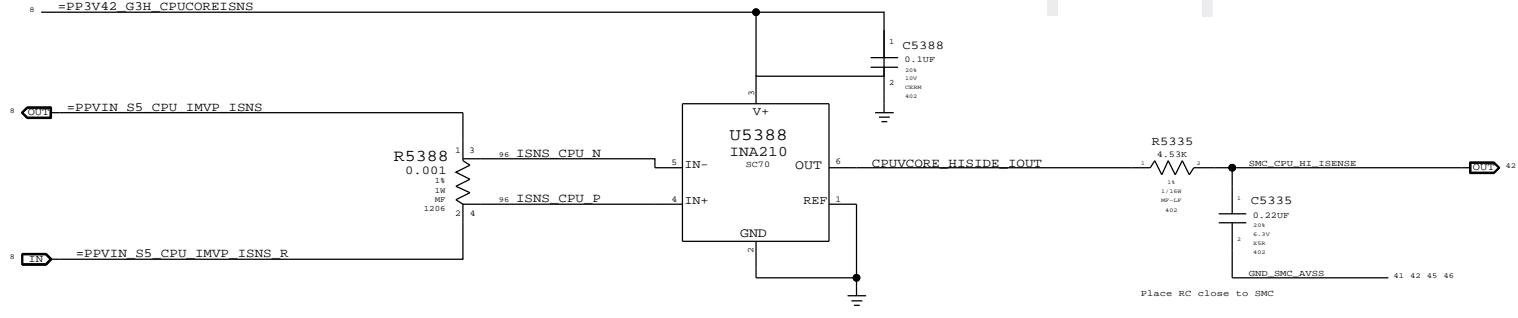 8 =PP3V42_G3H_CPUCOREISNS
1 C5388
0.1UF
20%
10V
2 CERM
402
8 OUT =PPVIN_S5_CPU_IMVP_ISNS
3
V+
U5388
INA210
SC70
R5388 1 3
0.001
1%
1W
MF
1206
2 4
96 ISNS_CPU_N 5 IN-
96 ISNS_CPU_P 4 IN+
OUT 6 CPUVCORE_HISIDE_IOUT
REF 1
GND
2
R5335
4.53K
1 2
1%
1/16W
MF-LF
402
SMC_CPU_HI_ISENSE OUT 42
1 C5335
0.22UF
20%
2 6.3V
X5R
402
8 IN =PPVIN_S5_CPU_IMVP_ISNS_R
GND_SMC_AVSS 41 42 45 46
Place RC close to SMC